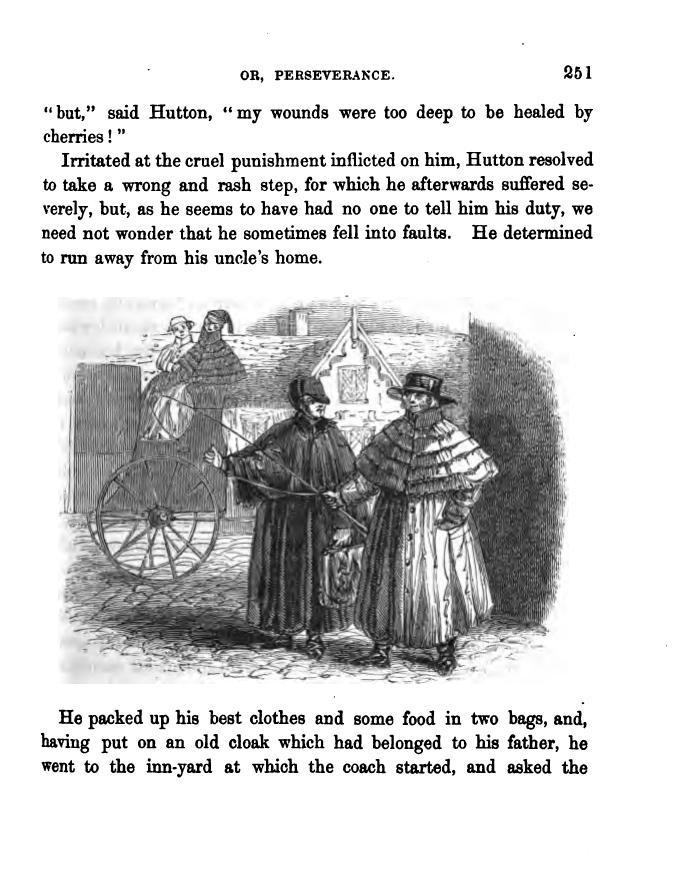 OR, PERSEVERANCE. 251
"but," said Hutton, "my wounds were too deep to be healed by
cherries!"
Irritated at the cruel punishment inflicted on him, Hutton resolved
to take a wrong and rash step, for which he afterwards suffered se-
verely, but, as he seems to have had no one to tell him his duty, we
need not wonder that he sometimes fell into faults. He determined
to run away from his uncle's home.
He packed up his best clothes and some food in two bags, and,
having put on an old cloak which had belonged to his father, he
went to the inn-yard at which the coach started, and asked the